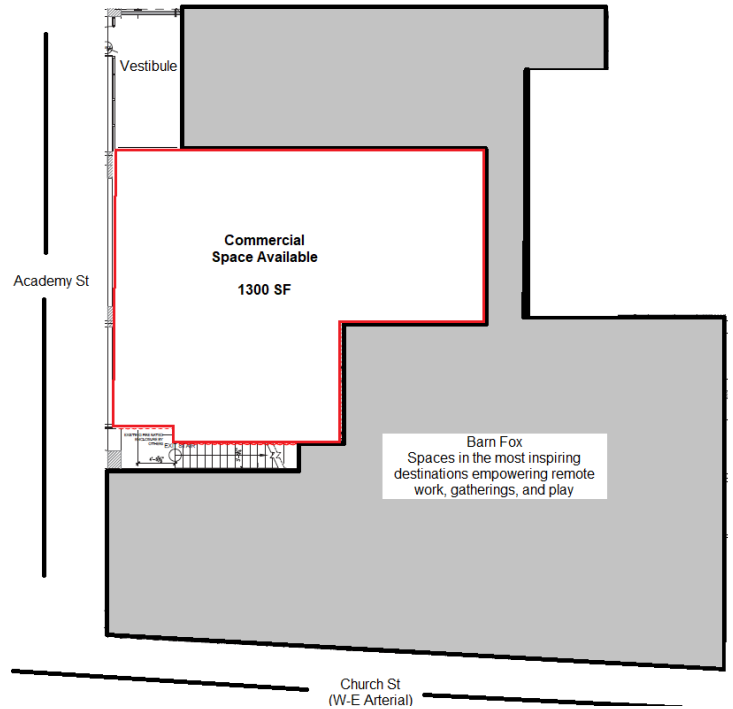 Vestibule
Commercial
Space Available
1300 SF
Academy St
Barn Fox
Spaces in the most inspiring
destinations empowering remote
work, gatherings, and play
Church St
(W-E Arterial)